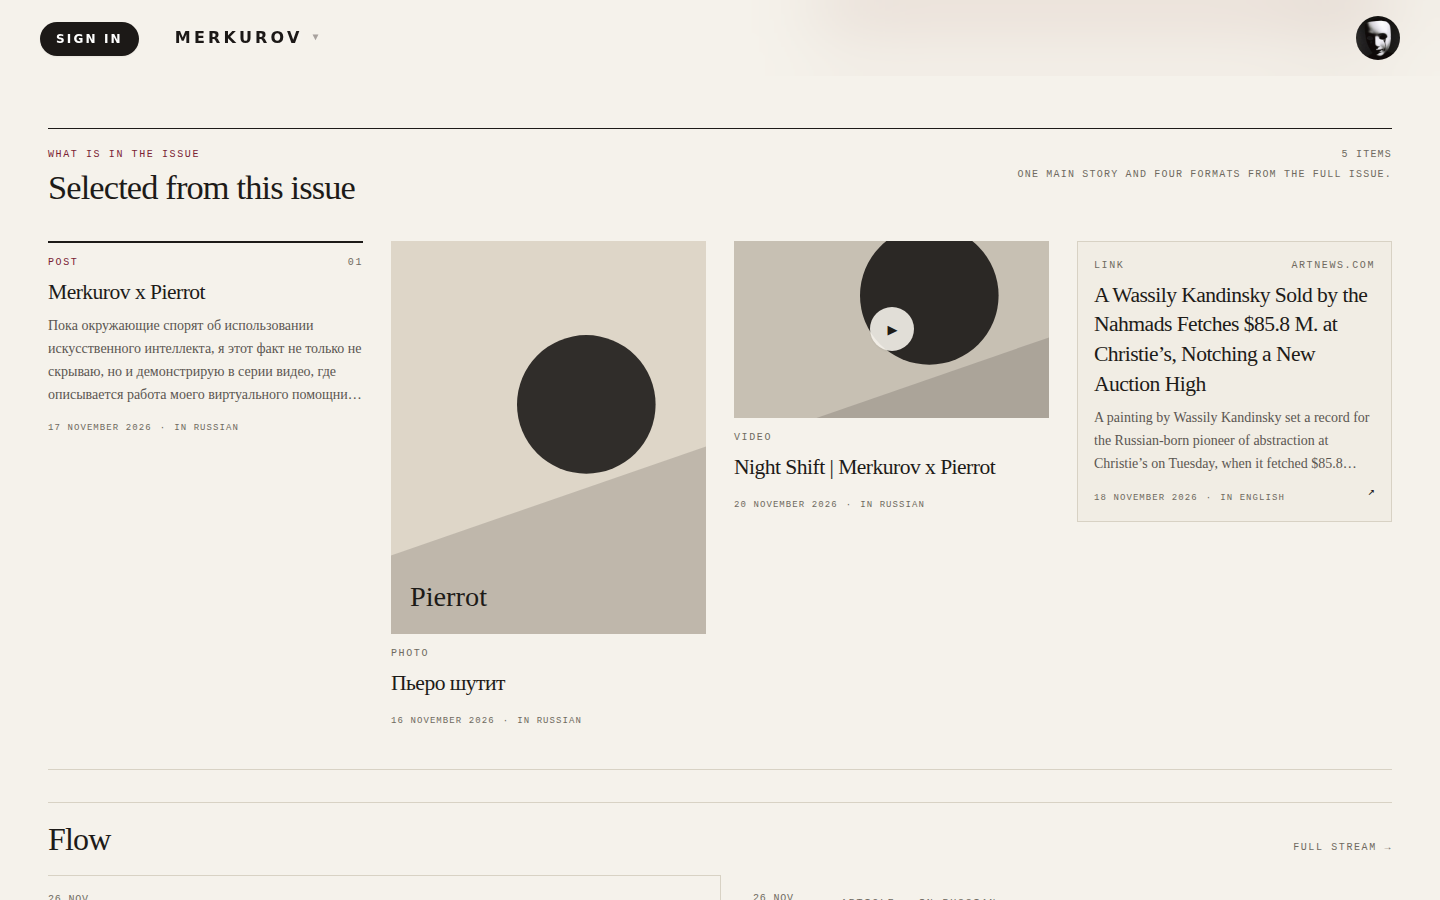 SIGN IN
MERKUROV ▼
WHAT IS IN THE ISSUE
Selected from this issue
5 ITEMS
ONE MAIN STORY AND FOUR FORMATS FROM THE FULL ISSUE.
POST 01
Merkurov x Pierrot
Пока окружающие спорят об использовании
искусственного интеллекта, я этот факт не только не
скрываю, но и демонстрирую в серии видео, где
описывается работа моего виртуального помощни…
17 NOVEMBER 2026 · IN RUSSIAN
Pierrot
PHOTO
Пьеро шутит
16 NOVEMBER 2026 · IN RUSSIAN
VIDEO
Night Shift | Merkurov x Pierrot
20 NOVEMBER 2026 · IN RUSSIAN
LINK ARTNEWS.COM
A Wassily Kandinsky Sold by the
Nahmads Fetches $85.8 M. at
Christie’s, Notching a New
Auction High
A painting by Wassily Kandinsky set a record for
the Russian-born pioneer of abstraction at
Christie’s on Tuesday, when it fetched $85.8…
18 NOVEMBER 2026 · IN ENGLISH ↗
Flow
FULL STREAM →
26 NOV
26 NOV